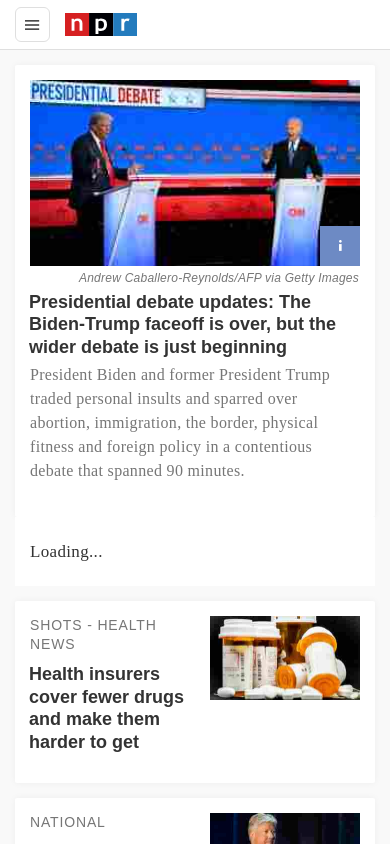 npr
PRESIDENTIAL DEBATE
CNN
i
Andrew Caballero-Reynolds/AFP via Getty Images
Presidential debate updates: The
Biden-Trump faceoff is over, but the
wider debate is just beginning
President Biden and former President Trump
traded personal insults and sparred over
abortion, immigration, the border, physical
fitness and foreign policy in a contentious
debate that spanned 90 minutes.
Loading...
SHOTS - HEALTH
NEWS
Health insurers
cover fewer drugs
and make them
harder to get
NATIONAL